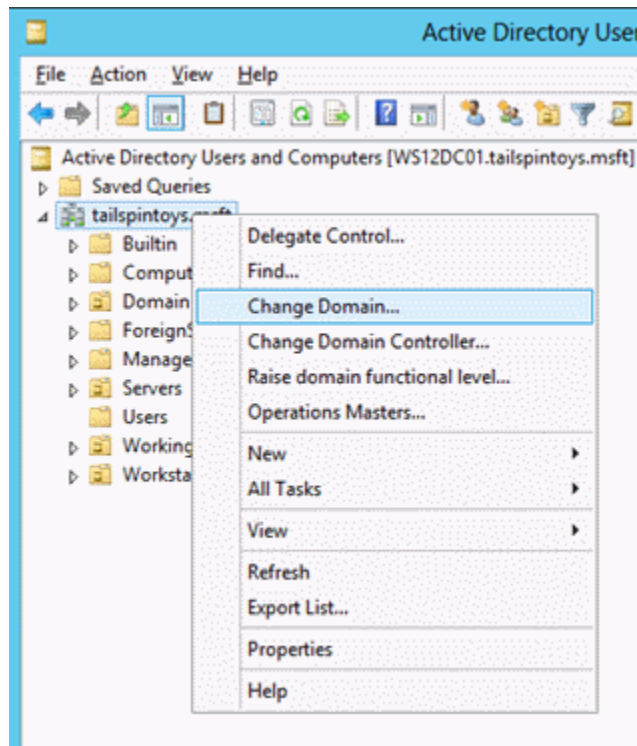 Active Directory User
File Action View Help
Active Directory Users and Computers [WS12DC01.tailspintoys.msft]
Saved Queries
tailspintoys.msft
Builtin
Comput
Domain
ForeignS
Manage
Servers
Users
Working
Worksta
Delegate Control...
Find...
Change Domain...
Change Domain Controller...
Raise domain functional level...
Operations Masters...
New
All Tasks
View
Refresh
Export List...
Properties
Help